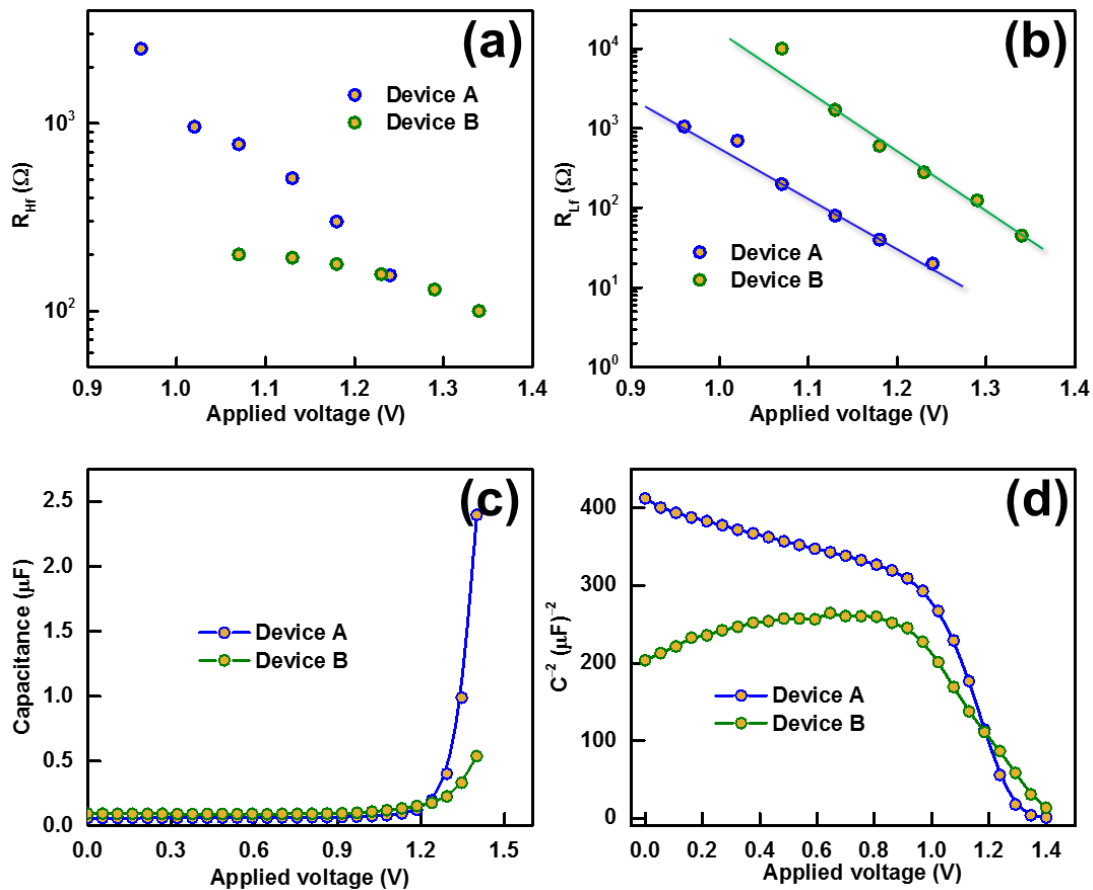 (a)
R_Hf (Ω)
10³
10²
Device A
Device B
0.9 1.0 1.1 1.2 1.3 1.4
Applied voltage (V)
(b)
R_Lf (Ω)
10⁴
10³
10²
10¹
10⁰
Device A
Device B
0.9 1.0 1.1 1.2 1.3 1.4
Applied voltage (V)
(c)
Capacitance (μF)
2.5
2.0
1.5
1.0
0.5
0.0
Device A
Device B
0.0 0.3 0.6 0.9 1.2 1.5
Applied voltage (V)
(d)
C⁻² (μF)⁻²
400
300
200
100
0
Device A
Device B
0.0 0.2 0.4 0.6 0.8 1.0 1.2 1.4
Applied voltage (V)